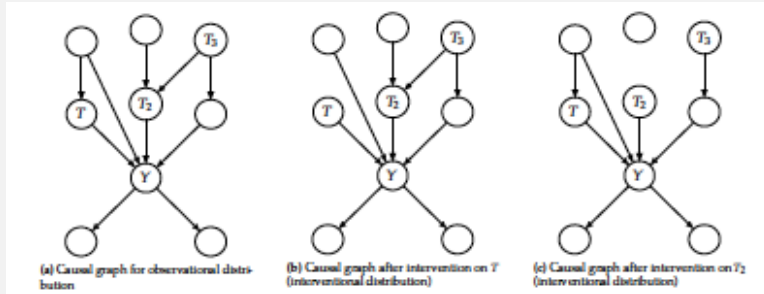 T₃
T₃
T₃
T
T₂
T
T₂
T
T₂
Y
Y
Y
(a) Causal graph for observational distri-
bution
(b) Causal graph after intervention on T
(interventional distribution)
(c) Causal graph after intervention on T₂
(interventional distribution)